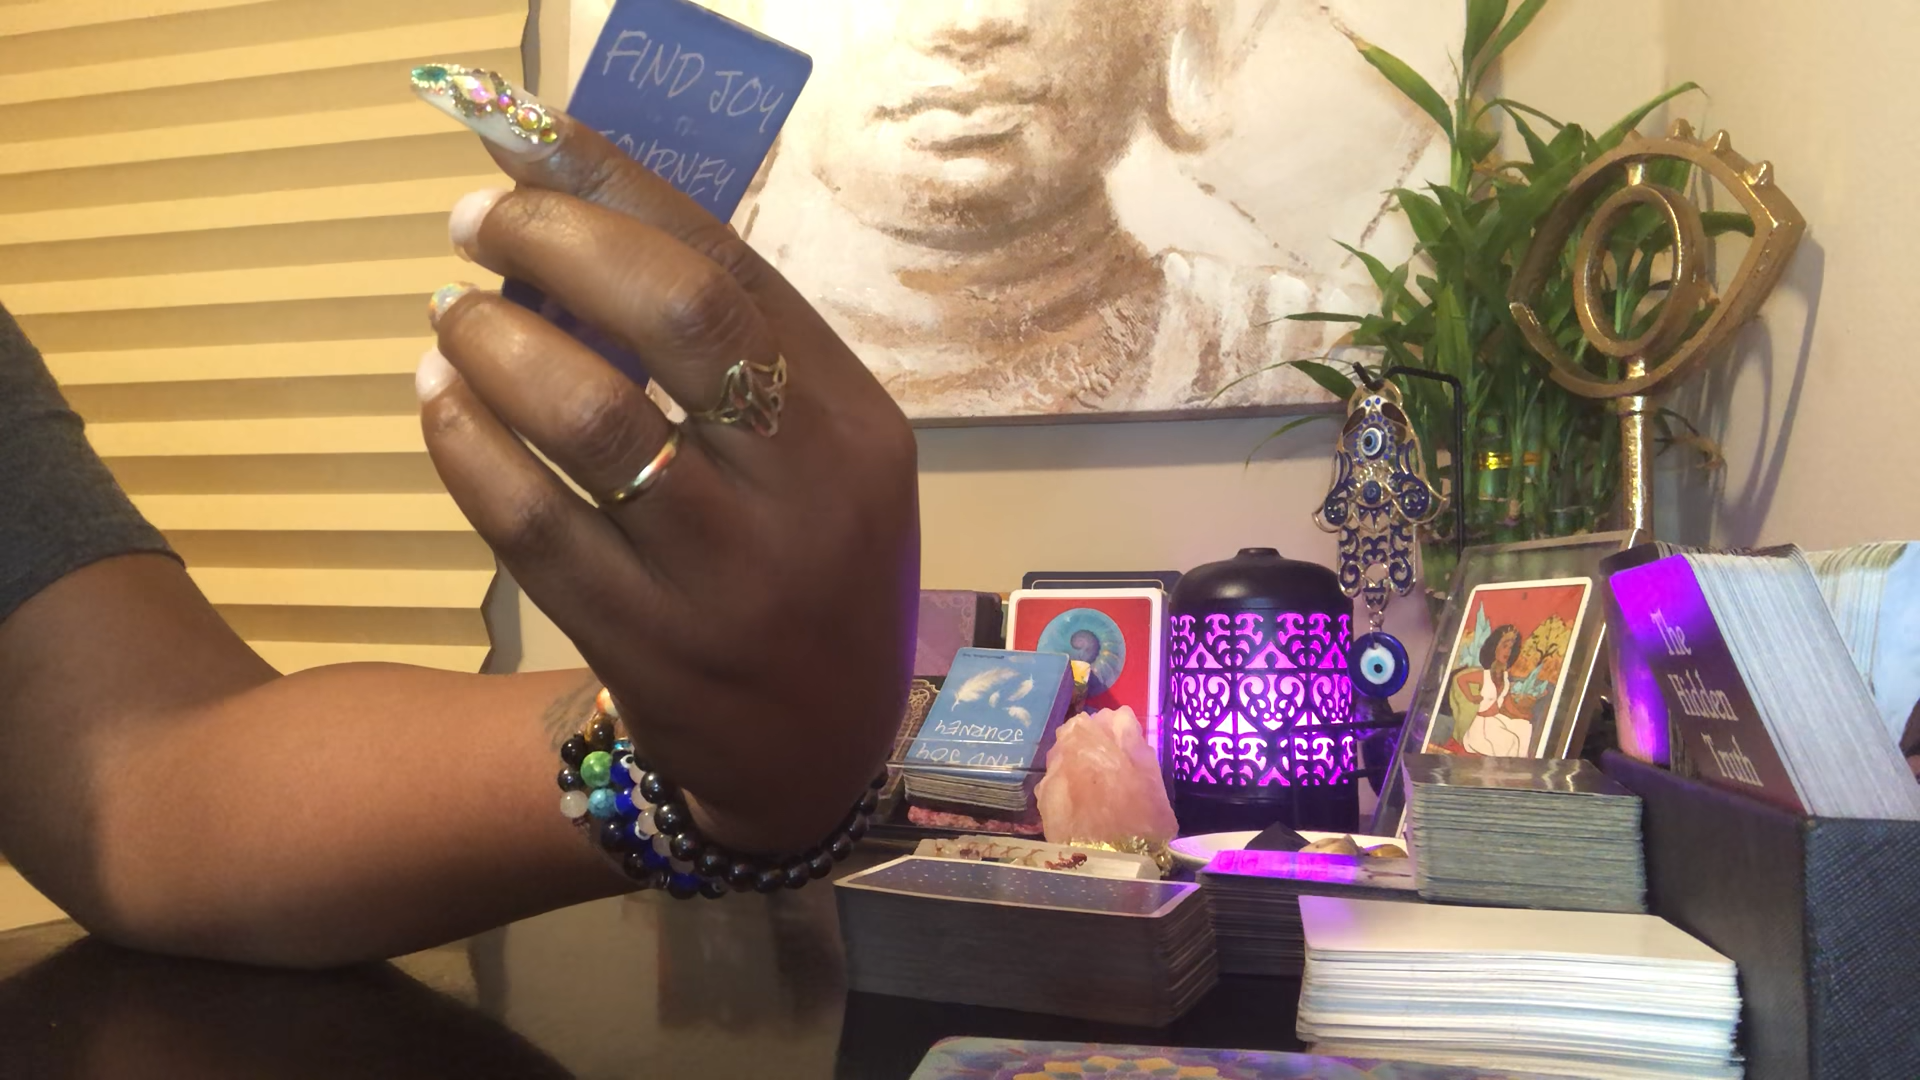 FIND JOY
JOURNEY
JOURNEY
FIND JOY
The
Hidden
Truth